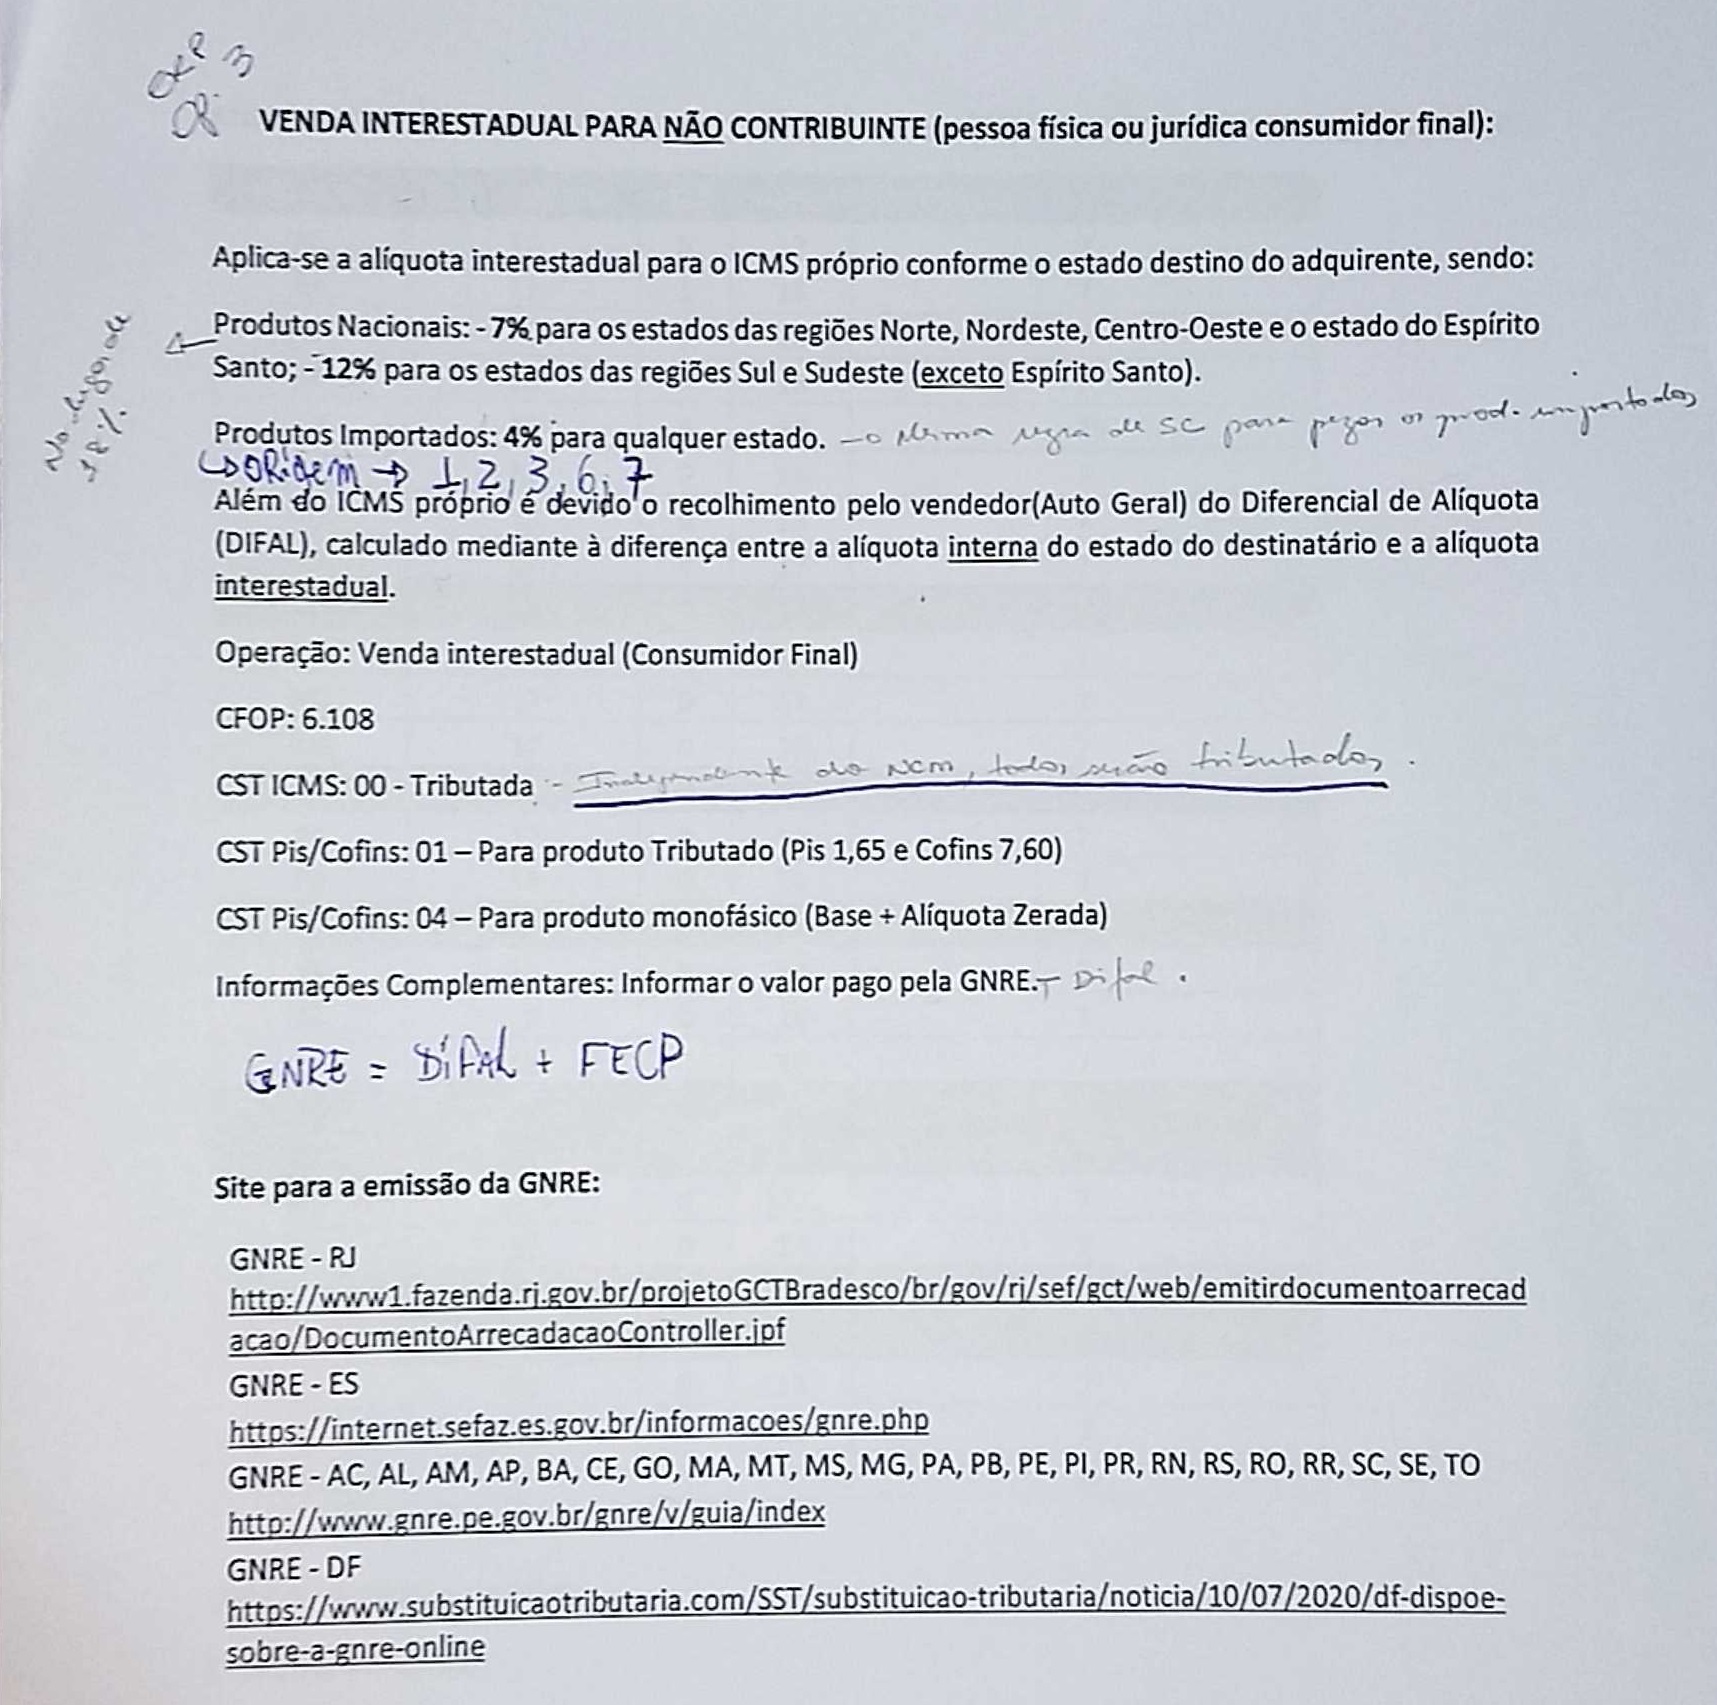 VENDA INTERESTADUAL PARA NÃO CONTRIBUINTE (pessoa física ou jurídica consumidor final):
Aplica-se a alíquota interestadual para o ICMS próprio conforme o estado destino do adquirente, sendo:
Produtos Nacionais: - 7% para os estados das regiões Norte, Nordeste, Centro-Oeste e o estado do Espírito
Santo; - 12% para os estados das regiões Sul e Sudeste (exceto Espírito Santo).
No lugar de
18%.
Produtos Importados: 4% para qualquer estado. - Mesma regra de SC para pegar os prod. importados
ORigem → 1, 2, 3, 6, 7
Além do ICMS próprio é devido o recolhimento pelo vendedor(Auto Geral) do Diferencial de Alíquota
(DIFAL), calculado mediante à diferença entre a alíquota interna do estado do destinatário e a alíquota
interestadual.
Operação: Venda interestadual (Consumidor Final)
CFOP: 6.108
CST ICMS: 00 - Tributada - Independente do NCM, todos serão tributados.
CST Pis/Cofins: 01 – Para produto Tributado (Pis 1,65 e Cofins 7,60)
CST Pis/Cofins: 04 – Para produto monofásico (Base + Alíquota Zerada)
Informações Complementares: Informar o valor pago pela GNRE. - Difal.
GNRE = DiFAL + FECP
Site para a emissão da GNRE:
GNRE - RJ
http://www1.fazenda.rj.gov.br/projetoGCTBradesco/br/gov/rj/sef/gct/web/emitirdocumentoarrecad
acao/DocumentoArrecadacaoController.jpf
GNRE - ES
https://internet.sefaz.es.gov.br/informacoes/gnre.php
GNRE - AC, AL, AM, AP, BA, CE, GO, MA, MT, MS, MG, PA, PB, PE, PI, PR, RN, RS, RO, RR, SC, SE, TO
http://www.gnre.pe.gov.br/gnre/v/guia/index
GNRE - DF
https://www.substituicaotributaria.com/SST/substituicao-tributaria/noticia/10/07/2020/df-dispoe-
sobre-a-gnre-online